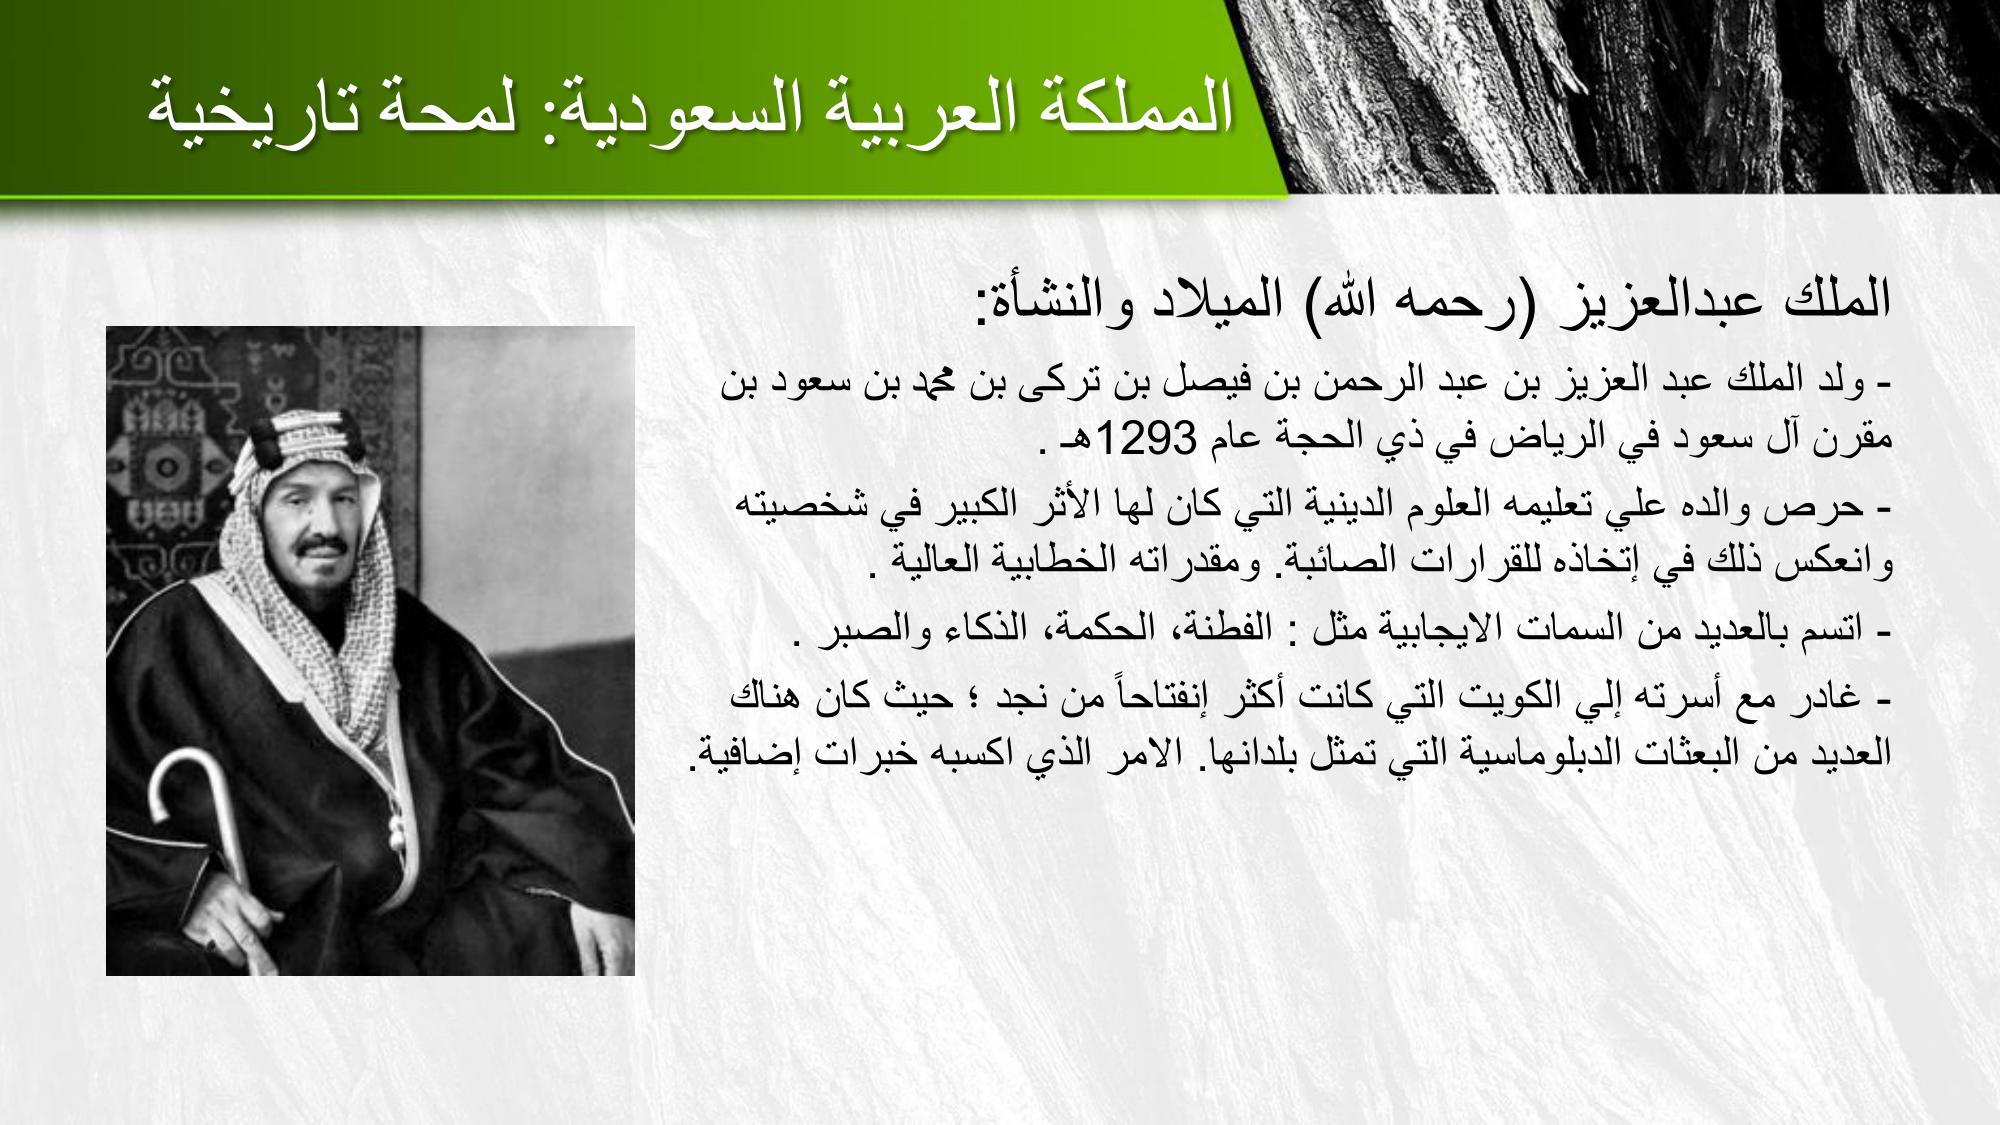 المملكة العربية السعودية: لمحة تاريخية
الملك عبدالعزيز (رحمه الله) الميلاد والنشأة:
- ولد الملك عبد العزيز بن عبد الرحمن بن فيصل بن تركى بن محمد بن سعود بن
مقرن آل سعود في الرياض في ذي الحجة عام 1293هـ .
- حرص والده علي تعليمه العلوم الدينية التي كان لها الأثر الكبير في شخصيته
وانعكس ذلك في إتخاذه للقرارات الصائبة. ومقدراته الخطابية العالية .
- اتسم بالعديد من السمات الايجابية مثل : الفطنة، الحكمة، الذكاء والصبر .
- غادر مع أسرته إلي الكويت التي كانت أكثر إنفتاحاً من نجد ؛ حيث كان هناك
العديد من البعثات الدبلوماسية التي تمثل بلدانها. الامر الذي اكسبه خبرات إضافية.